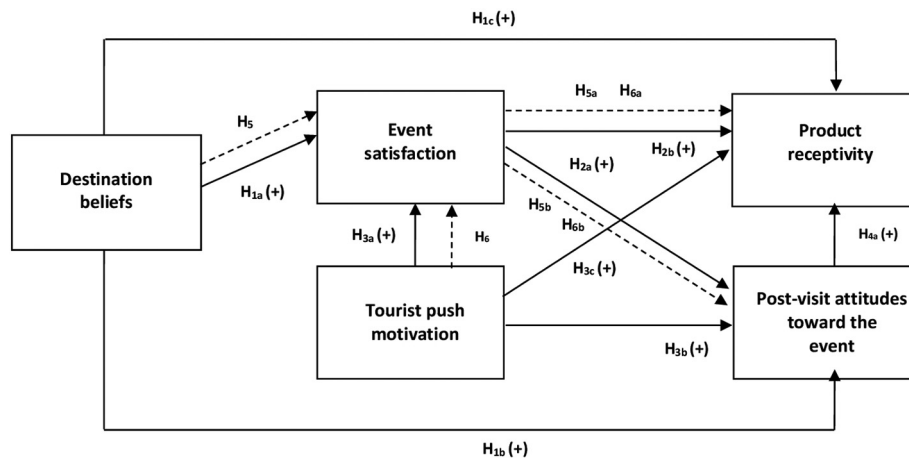 H1c (+)
H5a H6a
H5
Event
satisfaction
Product
receptivity
H2b (+)
H2a (+)
Destination
beliefs
H1a (+)
H5b
H6b
H3a (+)
H6
H4a (+)
H3c (+)
Tourist push
motivation
Post-visit attitudes
toward the
event
H3b (+)
H1b (+)